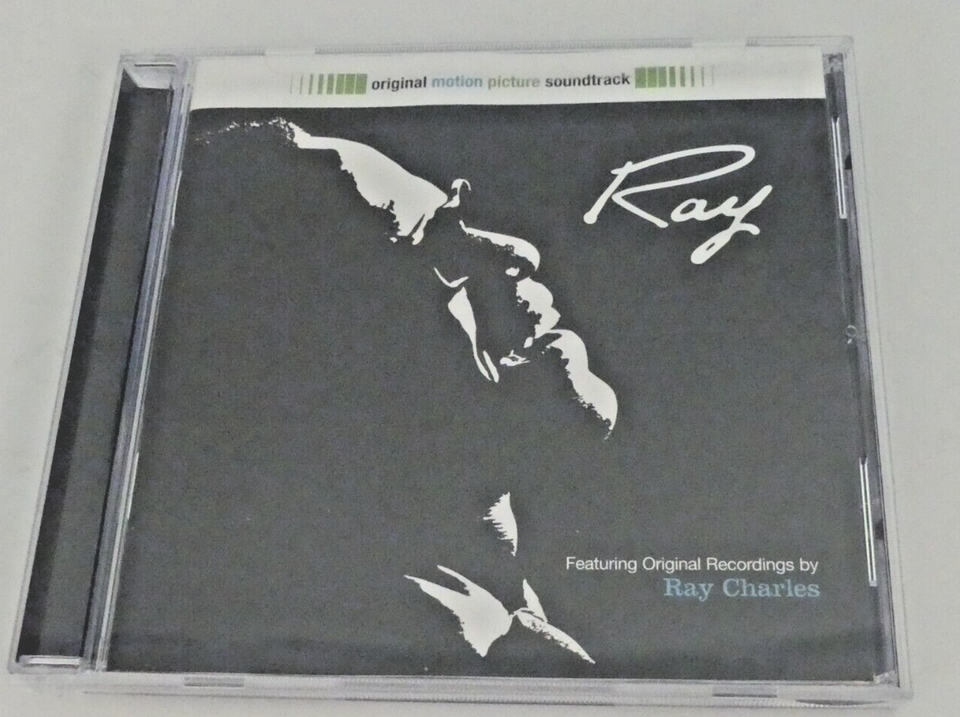 original motion picture soundtrack
Ray
Featuring Original Recordings by
Ray Charles